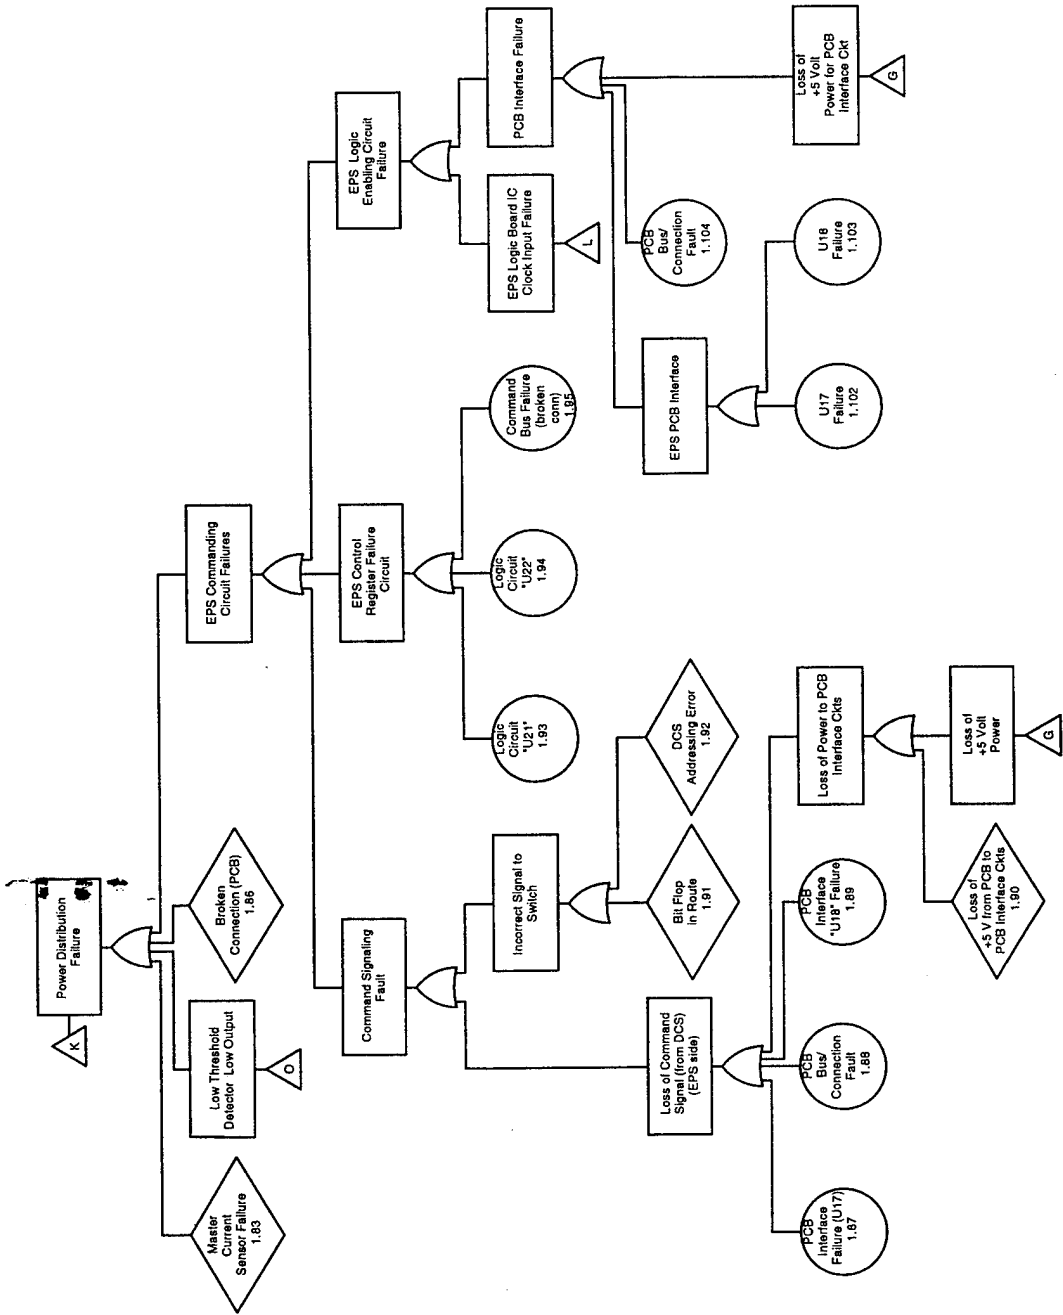 K
Power Distribution
Failure
Master
Current
Sensor Failure
1.83
Low Threshold
Detector Low Output
O
Broken
Connection (PCB)
1.86
EPS Commanding
Circuit Failures
Command Signaling
Fault
EPS Control
Register Failure
Circuit
EPS Logic
Enabling Circuit
Failure
Loss of Command
Signal (from DCS)
(EPS side)
Incorrect Signal to
Switch
Logic
Circuit
"U21"
1.93
Logic
Circuit
"U22"
1.94
Command
Bus Failure
(broken
conn)
1.95
EPS Logic Board IC
Clock Input Failure
L
PCB Interface Failure
Bit Flop
in Route
1.91
DCS
Addressing Error
1.92
EPS PCB Interface
PCB
Bus/
Connection
Fault
1.104
Loss of
+5 Volt
Power for PCB
Interface Ckt
G
PCB
Interface
Failure (U17)
1.87
PCB
Bus/
Connection
Fault
1.88
PCB
Interface
"U18" Failure
1.89
Loss of Power to PCB
Interface Ckts
U17
Failure
1.102
U18
Failure
1.103
Loss of
+5 V from PCB to
PCB Interface Ckts
1.90
Loss of
+5 Volt
Power
G